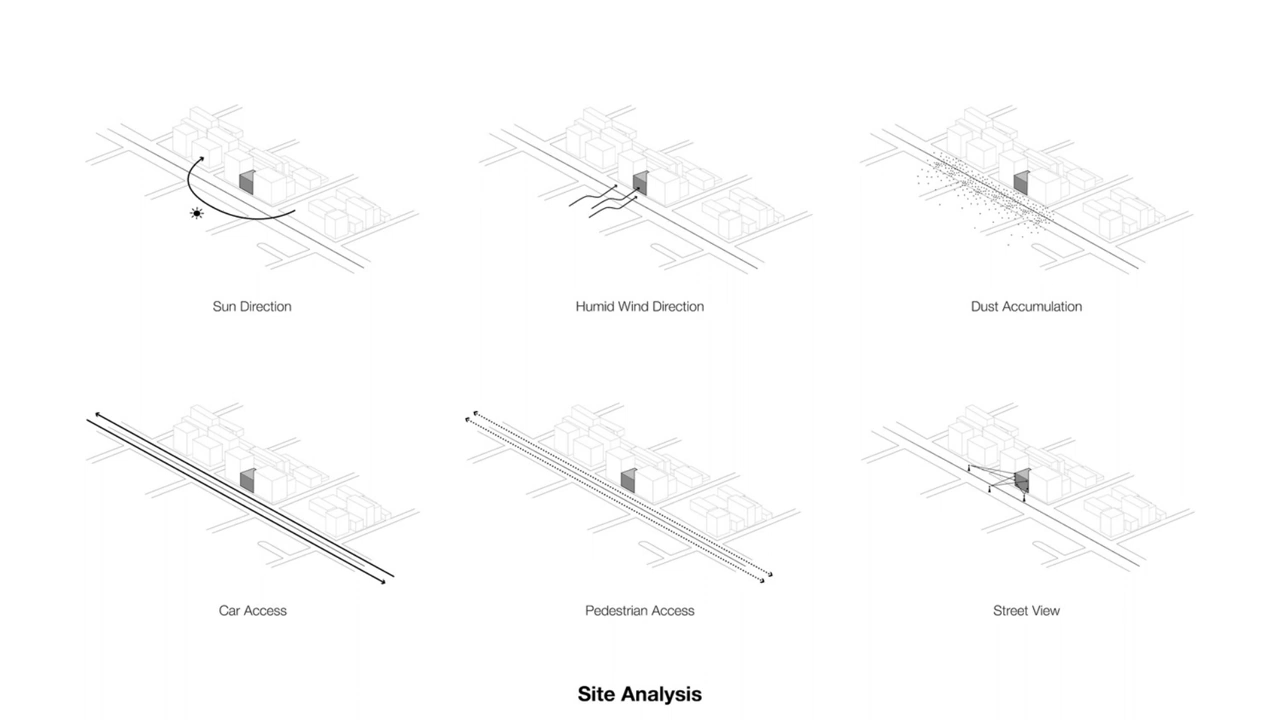 Sun Direction
Humid Wind Direction
Dust Accumulation
Car Access
Pedestrian Access
Street View
Site Analysis